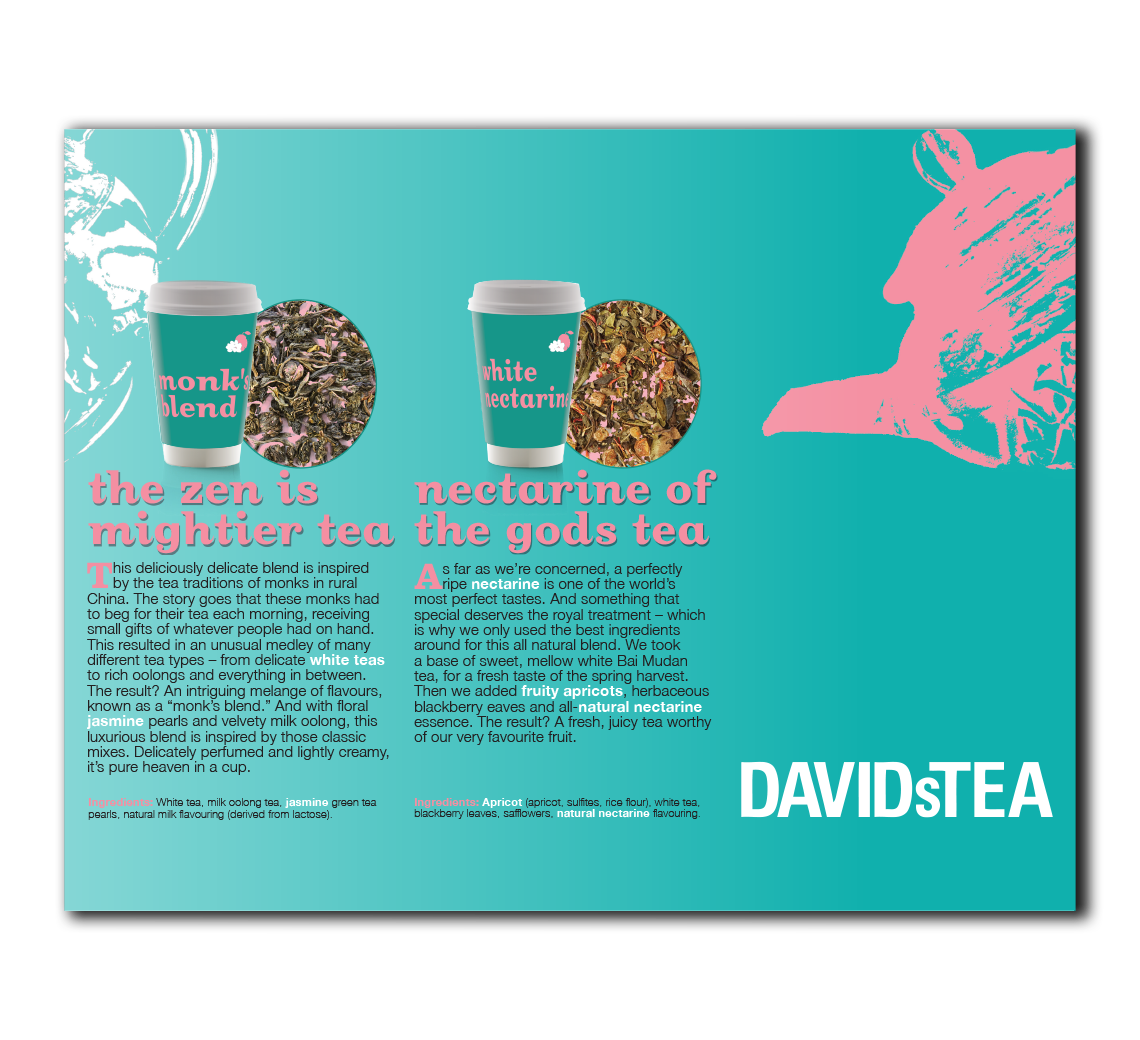 monk's
blend
the zen is
mightier tea
This deliciously delicate blend is inspired
by the tea traditions of monks in rural
China. The story goes that these monks had
to beg for their tea each morning, receiving
small gifts of whatever people had on hand.
This resulted in an unusual medley of many
different tea types – from delicate white teas
to rich oolongs and everything in between.
The result? An intriguing melange of flavours,
known as a “monk’s blend.” And with floral
jasmine pearls and velvety milk oolong, this
luxurious blend is inspired by those classic
mixes. Delicately perfumed and lightly creamy,
it’s pure heaven in a cup.
Ingredients: White tea, milk oolong tea, jasmine green tea
pearls, natural milk flavouring (derived from lactose).
white
nectarine
nectarine of
the gods tea
As far as we’re concerned, a perfectly
ripe nectarine is one of the world’s
most perfect tastes. And something that
special deserves the royal treatment – which
is why we only used the best ingredients
around for this all natural blend. We took
a base of sweet, mellow white Bai Mudan
tea, for a fresh taste of the spring harvest.
Then we added fruity apricots, herbaceous
blackberry eaves and all-natural nectarine
essence. The result? A fresh, juicy tea worthy
of our very favourite fruit.
Ingredients: Apricot (apricot, sulfites, rice flour), white tea,
blackberry leaves, safflowers, natural nectarine flavouring.
DAVIDsTEA